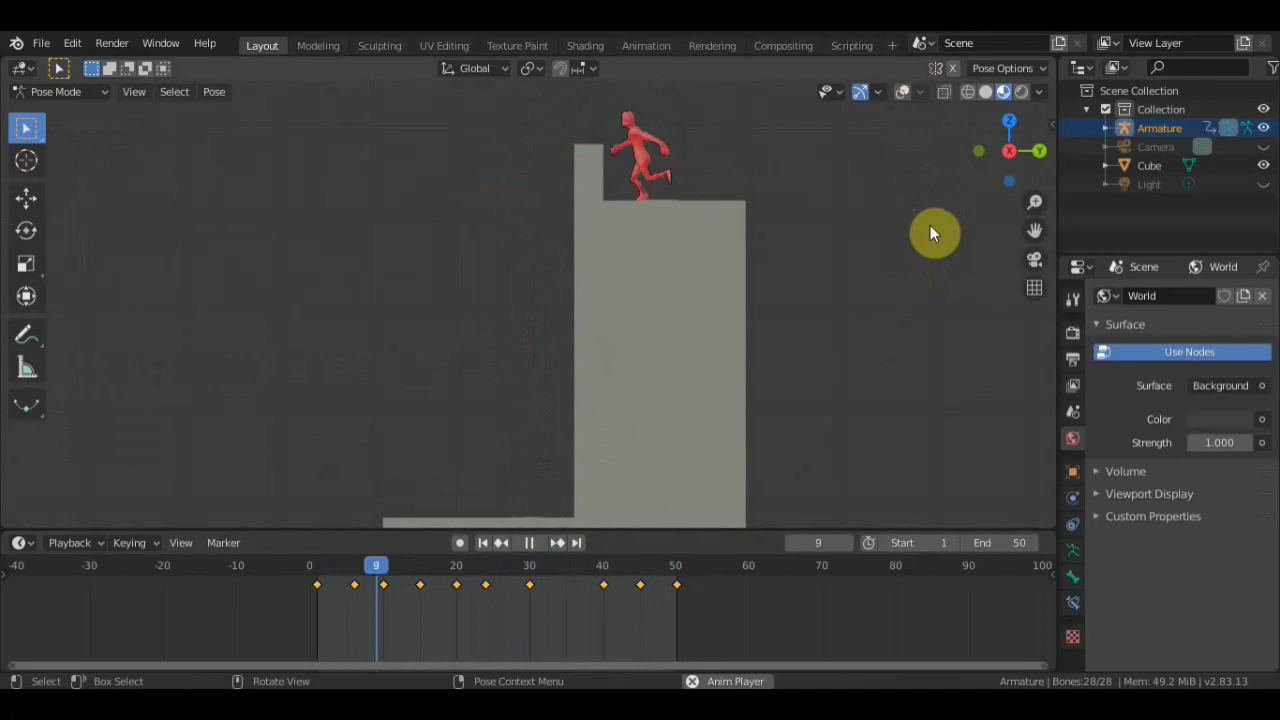 File Edit Render Window Help Layout Modeling Sculpting UV Editing Texture Paint Shading Animation Rendering Compositing Scripting + Scene View Layer
Global X Pose Options
Pose Mode View Select Pose
Scene Collection
Collection
Armature
Camera
Cube
Light
Z
X Y
Scene World
World
Surface
Use Nodes
Surface Background
Color
Strength 1.000
Volume
Viewport Display
Custom Properties
Playback Keying View Marker 9 Start 1 End 50
-40 -30 -20 -10 0 9 20 30 40 50 60 70 80 90 100
Select Box Select Rotate View Pose Context Menu Anim Player Armature | Bones:28/28 | Mem: 49.2 MiB | v2.83.13